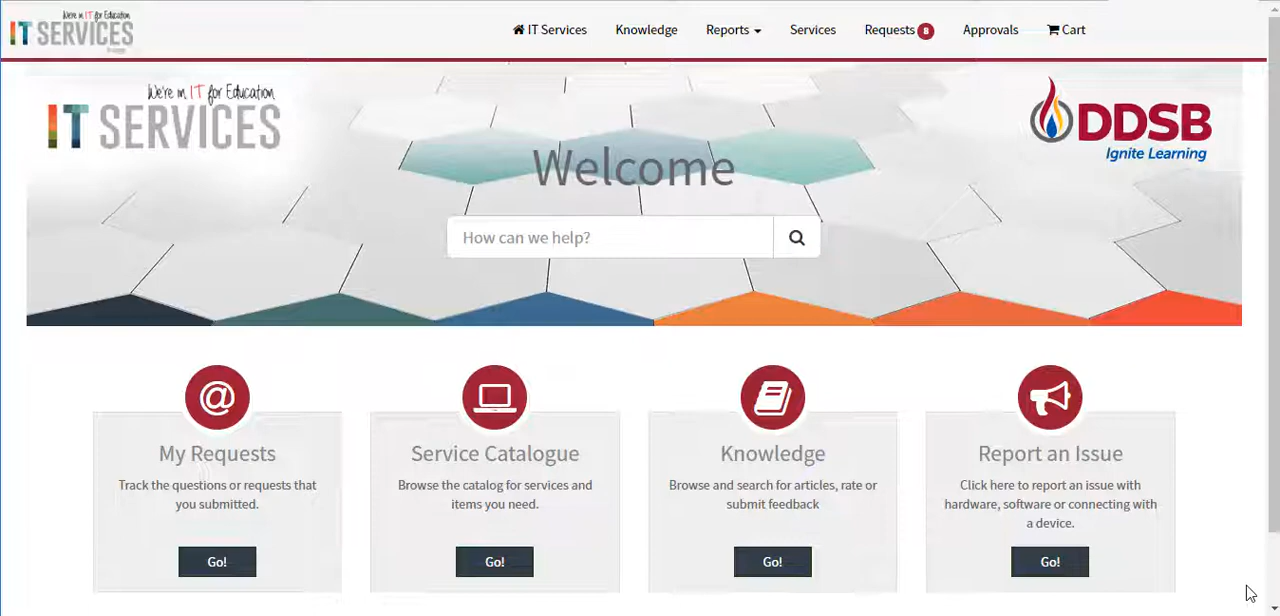 We're in IT for Education
IT SERVICES
IT Services Knowledge Reports Services Requests 8 Approvals Cart
We're in IT for Education
IT SERVICES
DDSB
Ignite Learning
Welcome
How can we help?
@
My Requests Service Catalogue Knowledge Report an Issue
Track the questions or requests that
you submitted.
Browse the catalog for services and
items you need.
Browse and search for articles, rate or
submit feedback
Click here to report an issue with
hardware, software or connecting with
a device.
Go! Go! Go! Go!